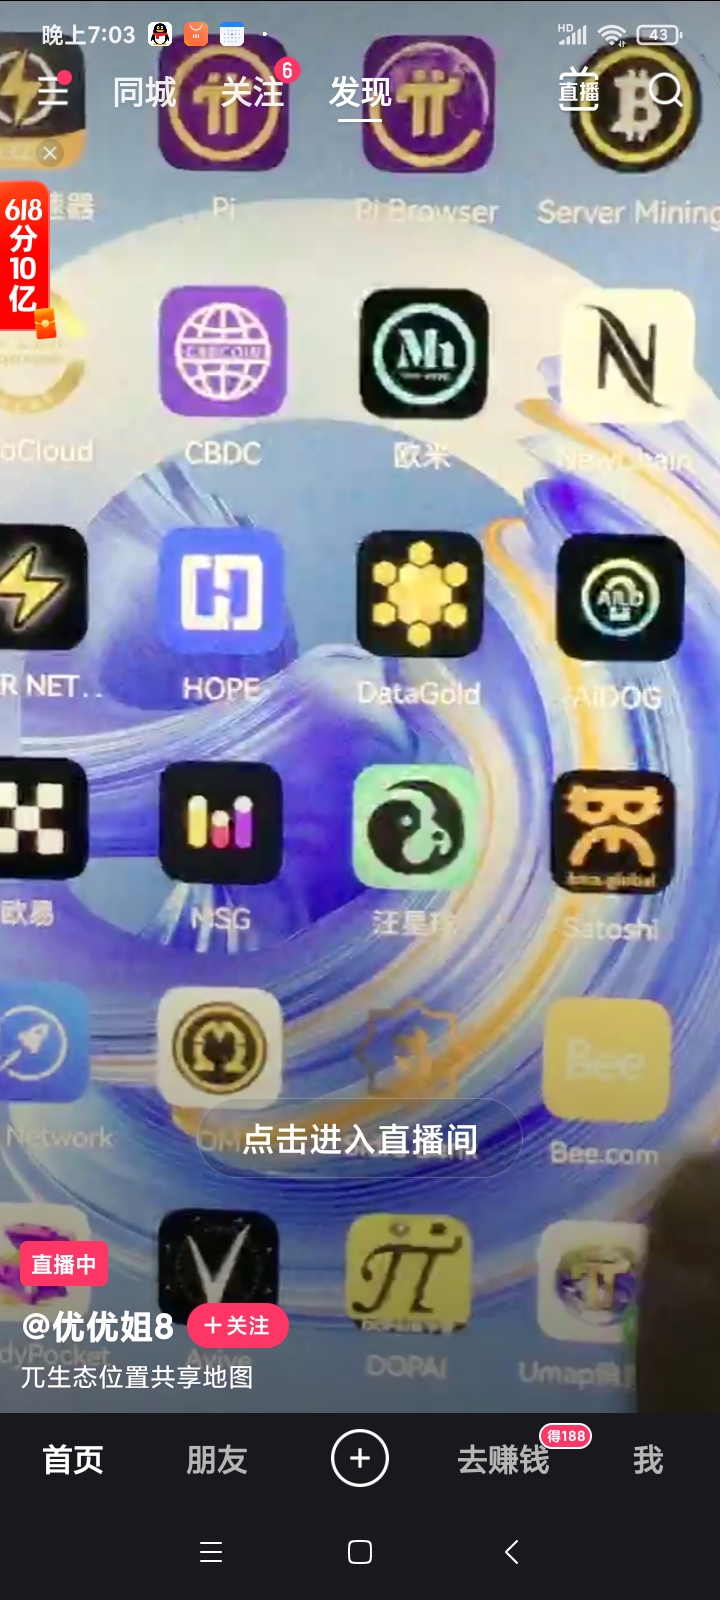 晚上7:03
HD
43
同城
关注
6
发现
直播
速器
Pi
Pi Browser
Server Mining
618
分
10
亿
oCloud
CBDC
欧米
NewChain
R NET..
HOPE
DataGold
AIDOG
欧易
MSG
汪星球
Satoshi
Network
Bee
Bee.com
点击进入直播间
直播中
@优优姐8
+关注
dyPocket
Avive
DOPAI
Umap
兀生态位置共享地图
首页
朋友
去赚钱
得188
我